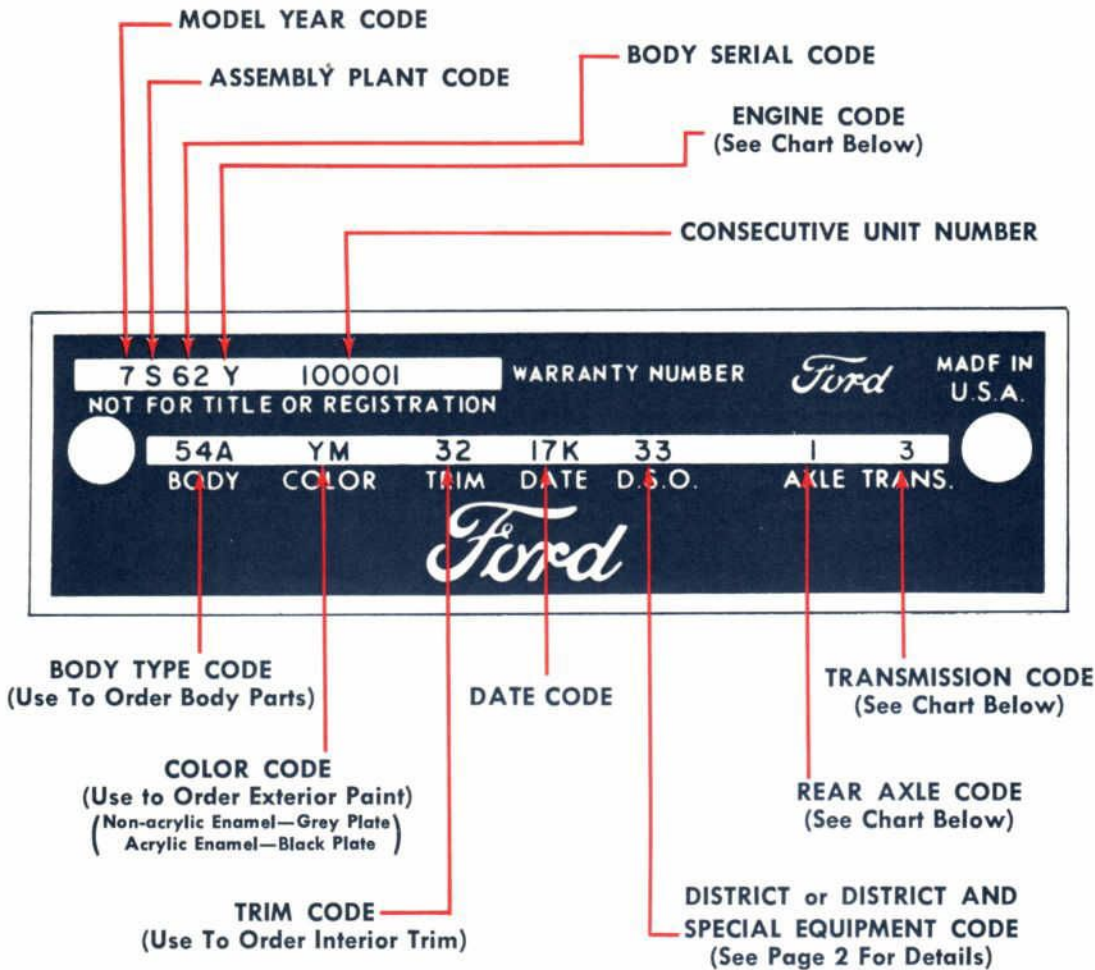 MODEL YEAR CODE
ASSEMBLY PLANT CODE
BODY SERIAL CODE
ENGINE CODE
(See Chart Below)
CONSECUTIVE UNIT NUMBER
7 S 62 Y 100001 WARRANTY NUMBER Ford MADE IN
U.S.A.
NOT FOR TITLE OR REGISTRATION
54A YM 32 17K 33 1 3
BODY COLOR TRIM DATE D.S.O. AXLE TRANS.
Ford
BODY TYPE CODE
(Use To Order Body Parts)
DATE CODE
TRANSMISSION CODE
(See Chart Below)
COLOR CODE
(Use to Order Exterior Paint)
(Non-acrylic Enamel—Grey Plate
Acrylic Enamel—Black Plate)
REAR AXLE CODE
(See Chart Below)
TRIM CODE
(Use To Order Interior Trim)
DISTRICT or DISTRICT AND
SPECIAL EQUIPMENT CODE
(See Page 2 For Details)